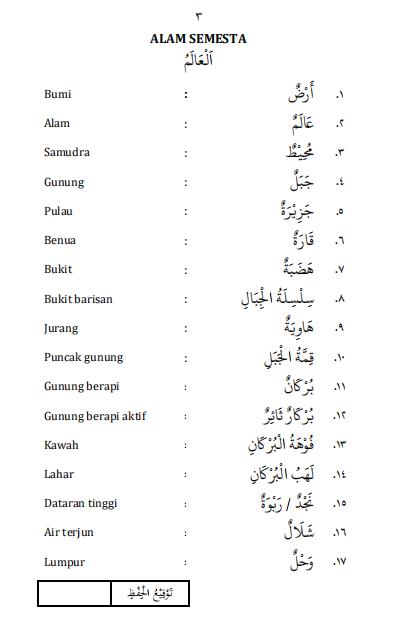 ٣
ALAM SEMESTA
اَلْعَالَمُ
Bumi : أَرْضٌ .١
Alam : عَالَمٌ .٢
Samudra : مُحِيْطٌ .٣
Gunung : جَبَلٌ .٤
Pulau : جَزِيْرَةٌ .٥
Benua : قَارَةٌ .٦
Bukit : هَضَبَةٌ .٧
Bukit barisan : سِلْسِلَةُ الْجِبَالِ .٨
Jurang : هَاوِيَةٌ .٩
Puncak gunung : قِمَّةُ الْجَبَلِ .١٠
Gunung berapi : بُرْكَانٌ .١١
Gunung berapi aktif : بُرْكَارٌ ثَائِرٌ .١٢
Kawah : فُوْهَةُ الْبُرْكَانِ .١٣
Lahar : لَهَبُ الْبُرْكَانِ .١٤
Dataran tinggi : نَجْدٌ / رَبْوَةٌ .١٥
Air terjun : شَلَالٌ .١٦
Lumpur : وَحْلٌ .١٧
تَوْقِيْعُ الْحِفْظِ